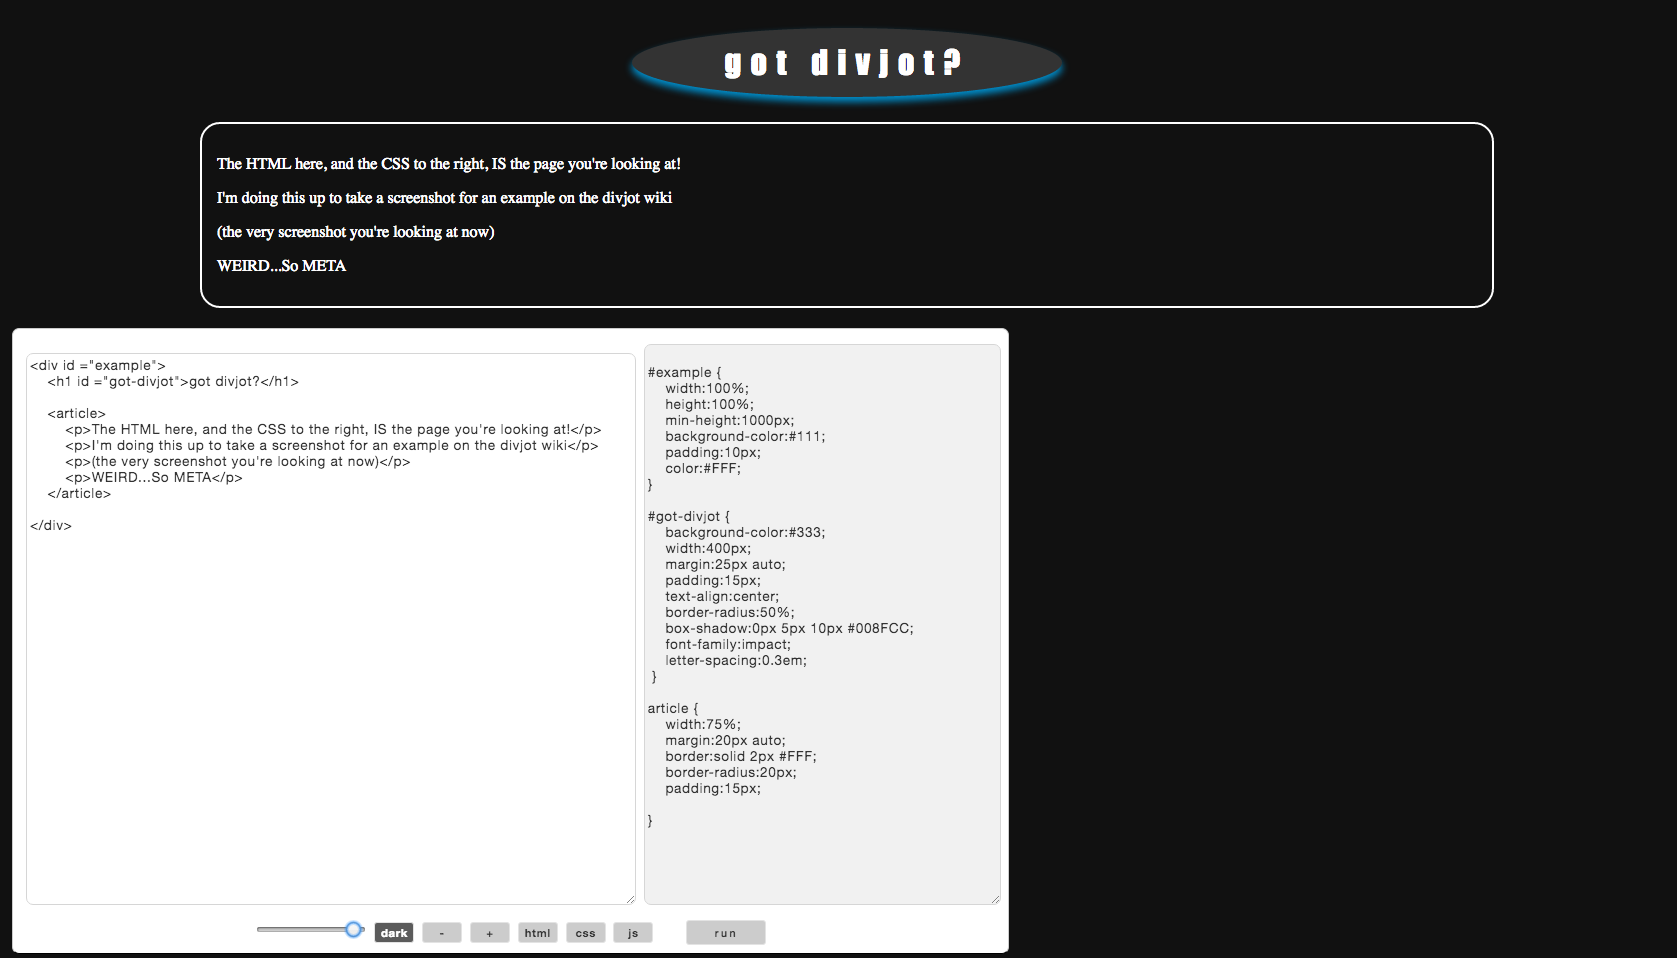 got divjot?
The HTML here, and the CSS to the right, IS the page you're looking at!
I'm doing this up to take a screenshot for an example on the divjot wiki
(the very screenshot you're looking at now)
WEIRD...So META
<div id ="example">
    <h1 id ="got-divjot">got divjot?</h1>
    <article>
        <p>The HTML here, and the CSS to the right, IS the page you're looking at!</p>
        <p>I'm doing this up to take a screenshot for an example on the divjot wiki</p>
        <p>(the very screenshot you're looking at now)</p>
        <p>WEIRD...So META</p>
    </article>
</div>
#example {
    width:100%;
    height:100%;
    min-height:1000px;
    background-color:#111;
    padding:10px;
    color:#FFF;
}
#got-divjot {
    background-color:#333;
    width:400px;
    margin:25px auto;
    padding:15px;
    text-align:center;
    border-radius:50%;
    box-shadow:0px 5px 10px #008FCC;
    font-family:impact;
    letter-spacing:0.3em;
 }
article {
    width:75%;
    margin:20px auto;
    border:solid 2px #FFF;
    border-radius:20px;
    padding:15px;
}
dark - + html css js run